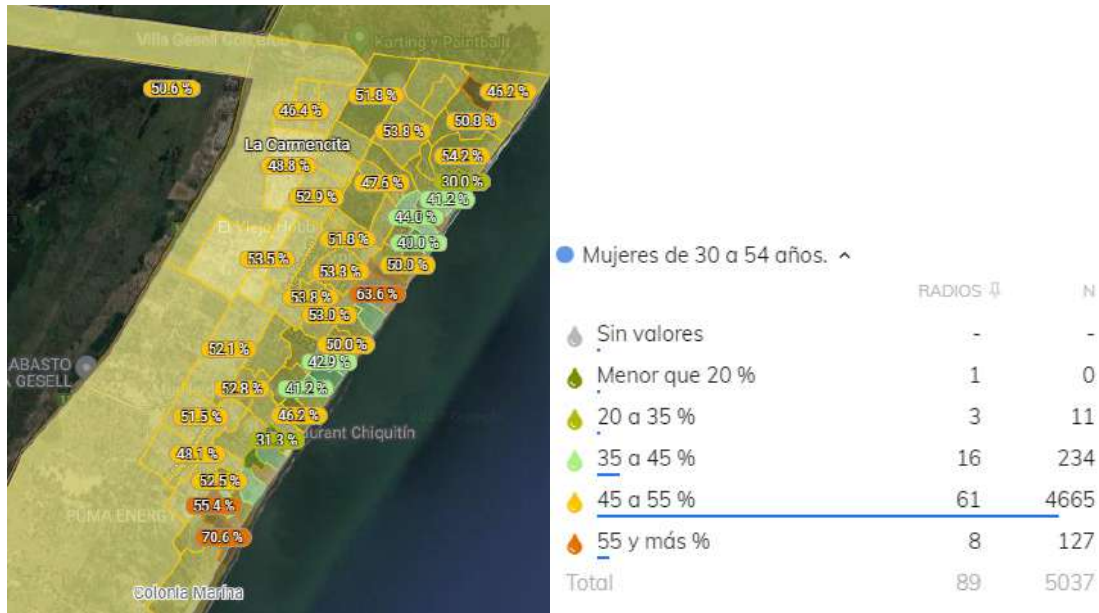 Villa Gesell Corralón
Karting y Paintball
50.6 %
46.4 %
51.8 %
46.2 %
50.8 %
53.8 %
La Carmencita
54.2 %
48.8 %
47.6 %
30.0 %
52.9 %
41.2 %
44.0 %
El Viejo Hobbit
51.8 %
40.0 %
53.5 %
53.3 %
50.0 %
53.8 %
63.6 %
53.0 %
52.1 %
50.0 %
42.9 %
ABASTO
A GESELL
52.8 %
41.2 %
51.5 %
46.2 %
31.3 %
urant Chiquitín
48.1 %
52.5 %
55.4 %
PUMA ENERGY
70.6 %
Colonia Marina
Mujeres de 30 a 54 años.
RADIOS N
Sin valores - -
Menor que 20 % 1 0
20 a 35 % 3 11
35 a 45 % 16 234
45 a 55 % 61 4665
55 y más % 8 127
Total 89 5037